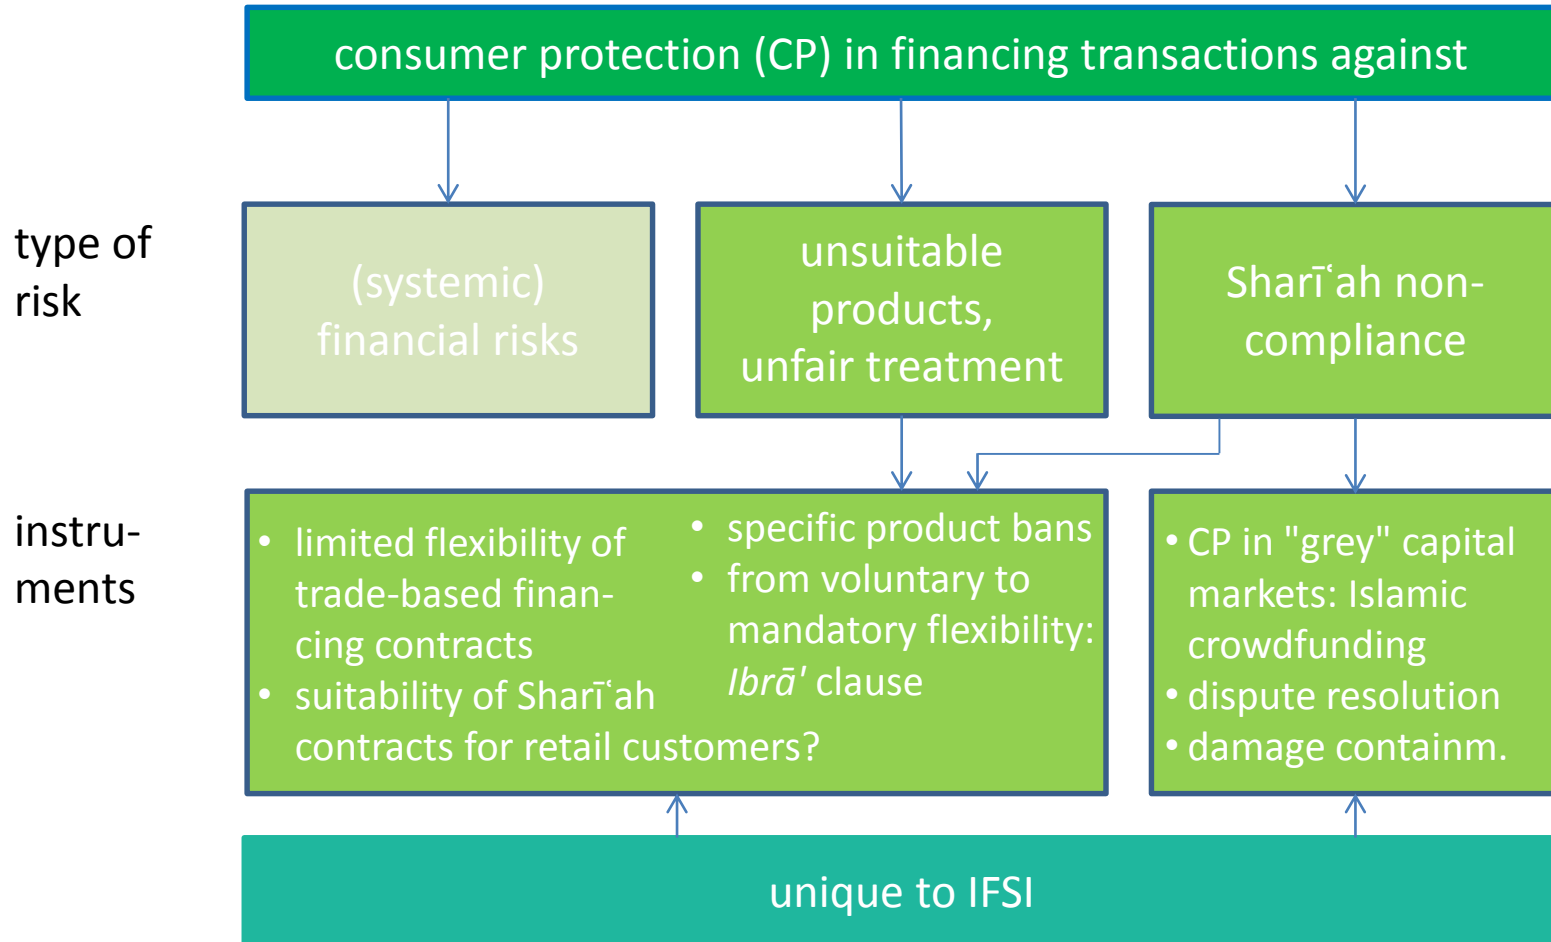 consumer protection (CP) in financing transactions against
type of
risk
(systemic)
financial risks
unsuitable
products,
unfair treatment
Sharīʿah non-
compliance
instru-
ments
• limited flexibility of
trade-based finan-
cing contracts
• suitability of Sharīʿah
contracts for retail customers?
• specific product bans
• from voluntary to
mandatory flexibility:
Ibrā' clause
• CP in "grey" capital
markets: Islamic
crowdfunding
• dispute resolution
• damage containm.
unique to IFSI